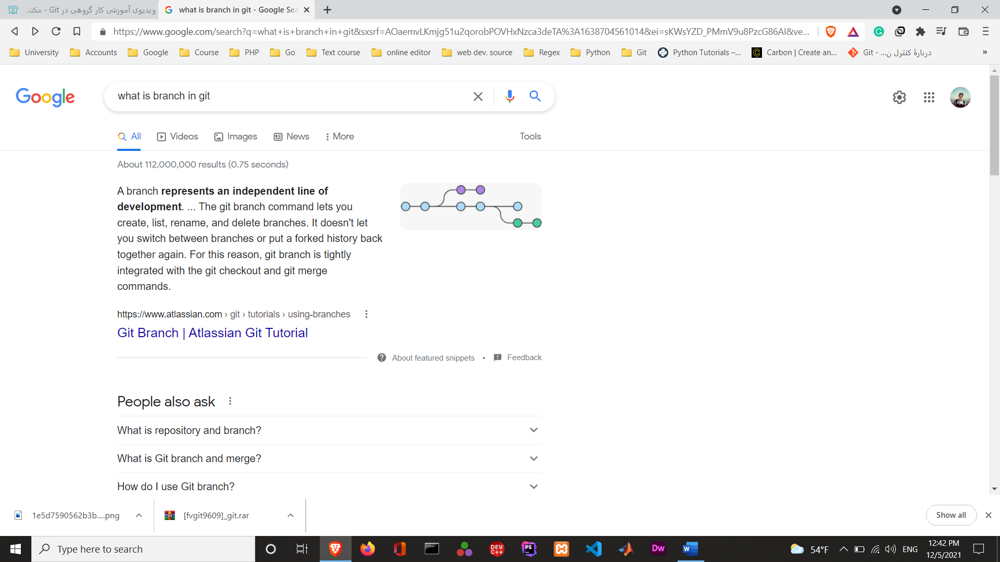 ویدیوی آموزشی کار گروهی در Git - مکتب
what is branch in git - Google Sea
https://www.google.com/search?q=what+is+branch+in+git&sxsrf=AOaemvLKmjg51u2qorobPOVHxNzca3deTA%3A1638704561014&ei=sKWsYZD_PMmV9u8PzcG86AI&ve...
University Accounts Google Course PHP Go Text course online editor web dev. source Regex Python Git Python Tutorials –... Carbon | Create an... Git - ...دربارهٔ کنترل ن »
Google
what is branch in git
All Videos Images News More Tools
About 112,000,000 results (0.75 seconds)
A branch represents an independent line of
development. ... The git branch command lets you
create, list, rename, and delete branches. It doesn't let
you switch between branches or put a forked history back
together again. For this reason, git branch is tightly
integrated with the git checkout and git merge
commands.
https://www.atlassian.com › git › tutorials › using-branches
Git Branch | Atlassian Git Tutorial
About featured snippets • Feedback
People also ask
What is repository and branch?
What is Git branch and merge?
How do I use Git branch?
1e5d7590562b3b....png [fvgit9609]_git.rar Show all
Type here to search
DEV C++
PS
Dw
W
54°F ENG
12:42 PM
12/5/2021